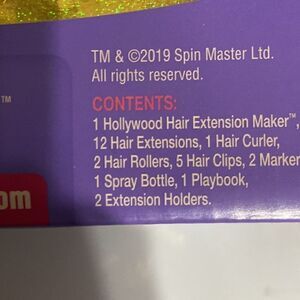 TM & ©2019 Spin Master Ltd.
All rights reserved.
TM
CONTENTS:
1 Hollywood Hair Extension Maker™,
12 Hair Extensions, 1 Hair Curler,
2 Hair Rollers, 5 Hair Clips, 2 Marker
1 Spray Bottle, 1 Playbook,
2 Extension Holders.
om